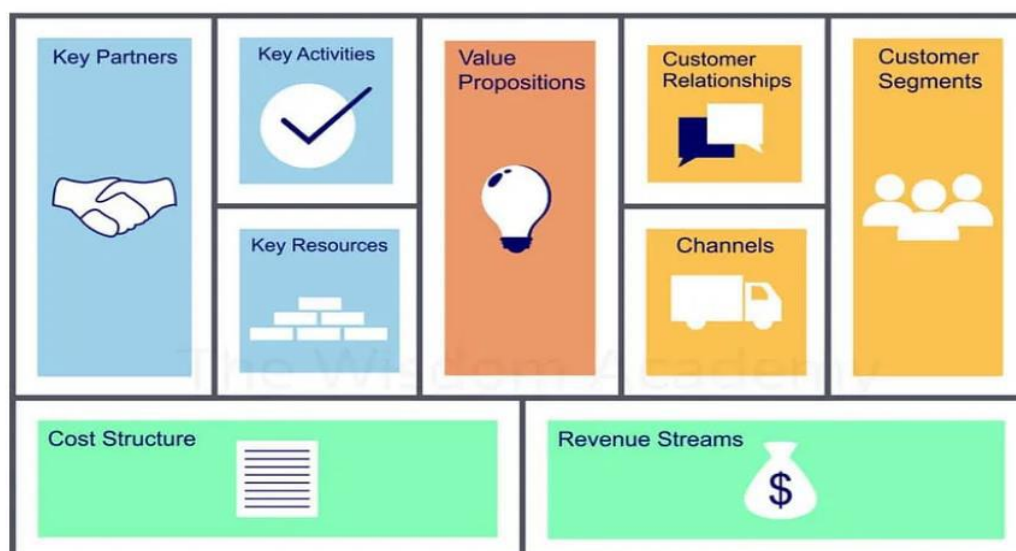 Key Partners
Key Activities
Value
Propositions
Customer
Relationships
Customer
Segments
Key Resources
Channels
The Wisdom Academy
Cost Structure
Revenue Streams
$